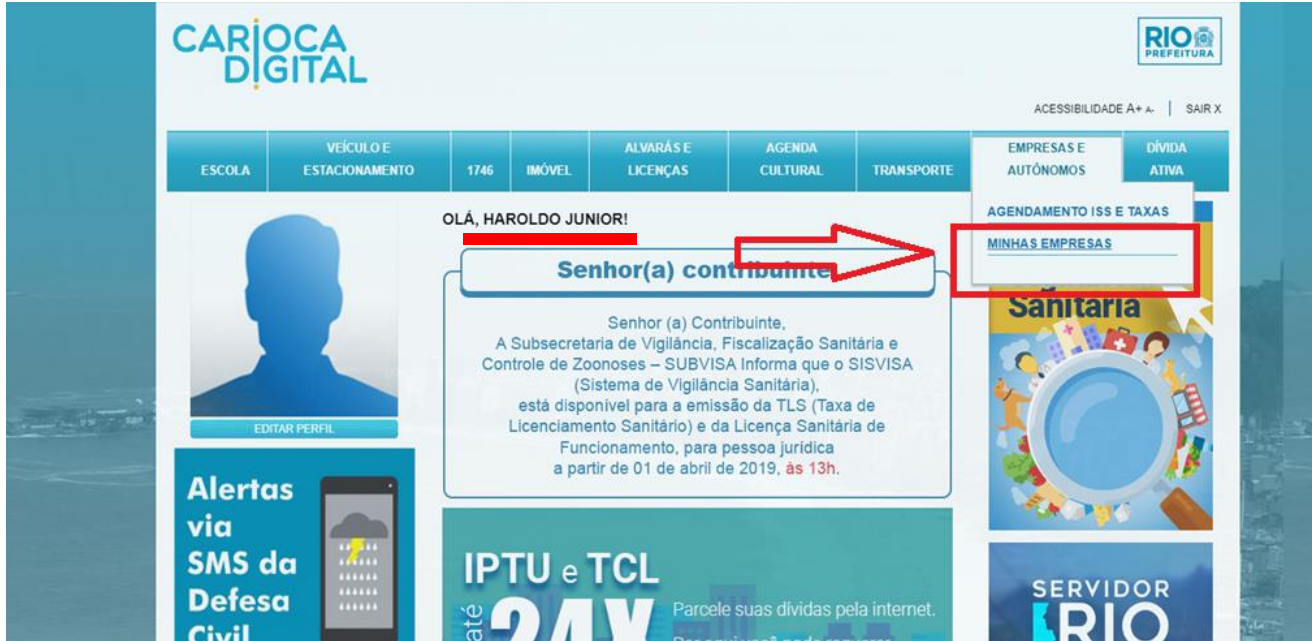 CARIOCA
DIGITAL
RIO
PREFEITURA
ACESSIBILIDADE A+ A- | SAIR X
ESCOLA
VEÍCULO E
ESTACIONAMENTO
1746
IMÓVEL
ALVARÁS E
LICENÇAS
AGENDA
CULTURAL
TRANSPORTE
EMPRESAS E
AUTÔNOMOS
DÍVIDA
ATIVA
AGENDAMENTO ISS E TAXAS
MINHAS EMPRESAS
OLÁ, HAROLDO JUNIOR!
Senhor(a) contribuinte
Senhor (a) Contribuinte,
A Subsecretaria de Vigilância, Fiscalização Sanitária e
Controle de Zoonoses – SUBVISA Informa que o SISVISA
(Sistema de Vigilância Sanitária),
está disponível para a emissão da TLS (Taxa de
Licenciamento Sanitário) e da Licença Sanitária de
Funcionamento, para pessoa jurídica
a partir de 01 de abril de 2019, às 13h.
EDITAR PERFIL
Alertas
via
SMS da
Defesa
Civil
IPTU e TCL
até
24X
Parcele suas dívidas pela internet.
Sanitária
SERVIDOR
RIO